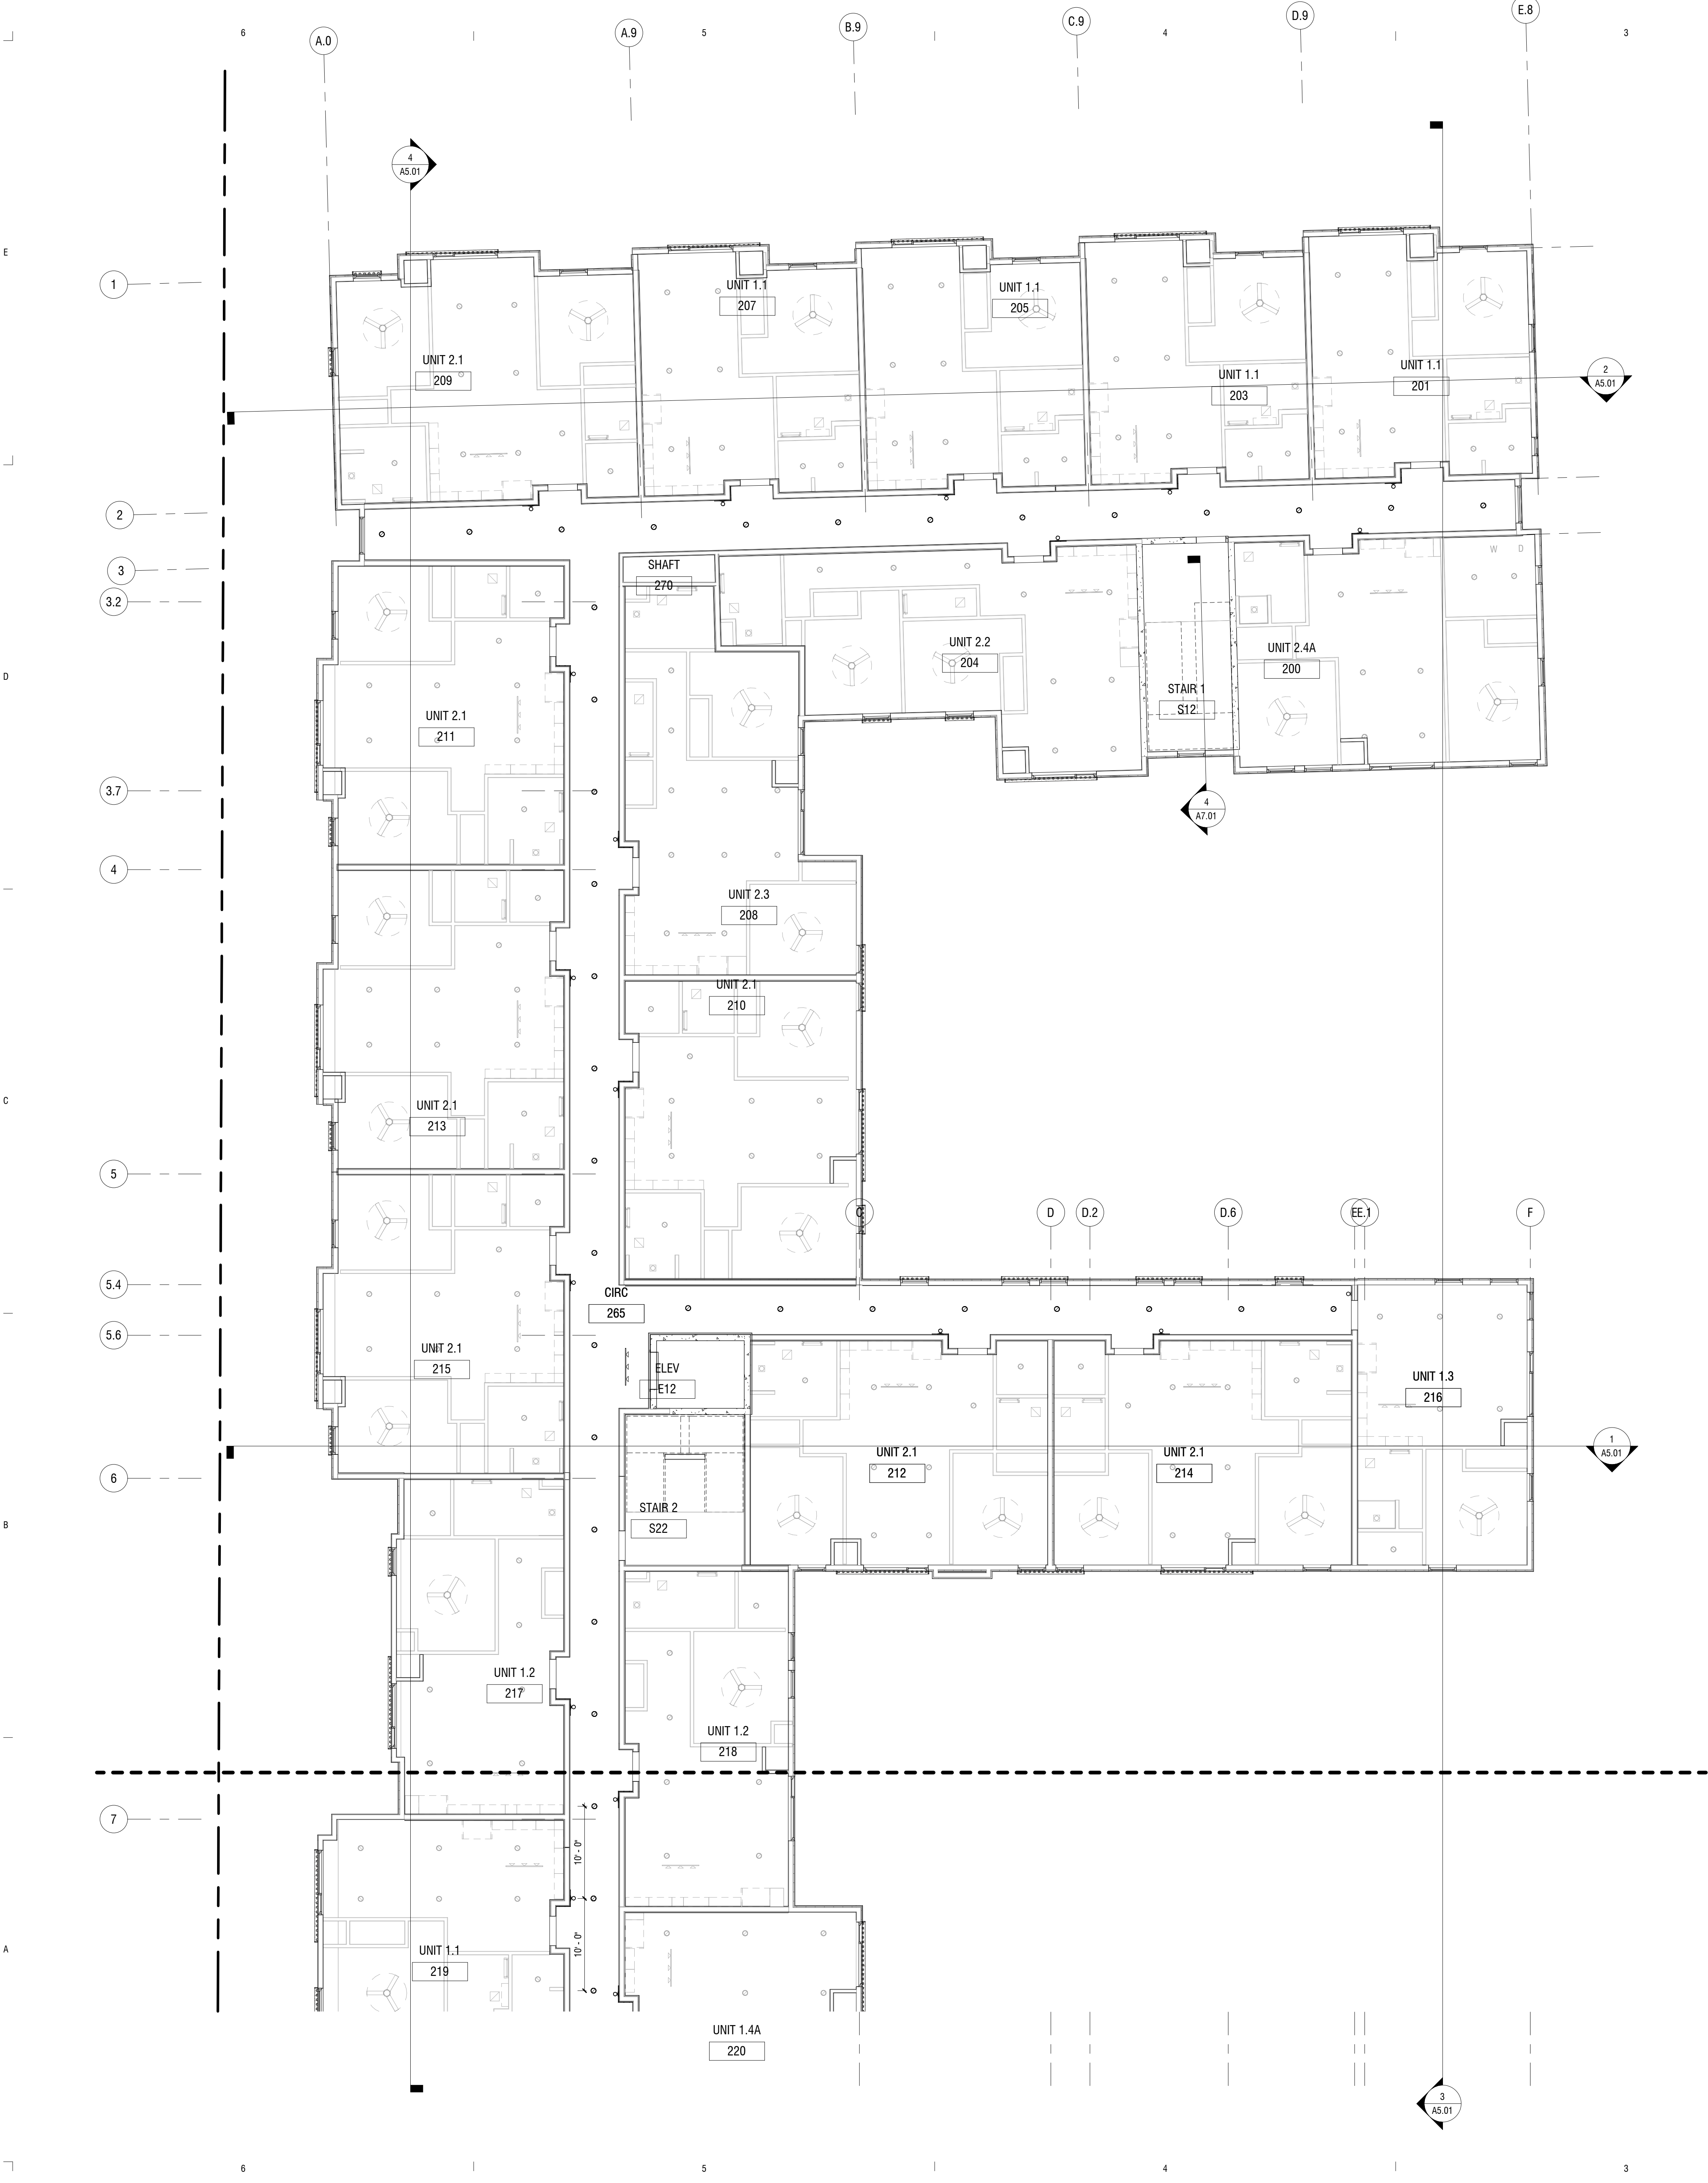 6
5
4
3
A.0
A.9
B.9
C.9
D.9
E.8
4
A5.01
E
1
UNIT 1.1
207
UNIT 1.1
205
UNIT 2.1
209
UNIT 1.1
203
UNIT 1.1
201
2
A5.01
2
3
3.2
SHAFT
270
W
D
UNIT 2.2
204
UNIT 2.4A
200
D
STAIR 1
S12
UNIT 2.1
211
3.7
4
A7.01
4
UNIT 2.3
208
UNIT 2.1
210
C
UNIT 2.1
213
5
C
D
D.2
D.6
E
E.1
F
5.4
CIRC
265
5.6
UNIT 2.1
215
ELEV
E12
UNIT 1.3
216
UNIT 2.1
212
UNIT 2.1
214
1
A5.01
6
STAIR 2
S22
B
UNIT 1.2
217
UNIT 1.2
218
7
10' - 0"
10' - 0"
A
UNIT 1.1
219
UNIT 1.4A
220
3
A5.01
6
5
4
3